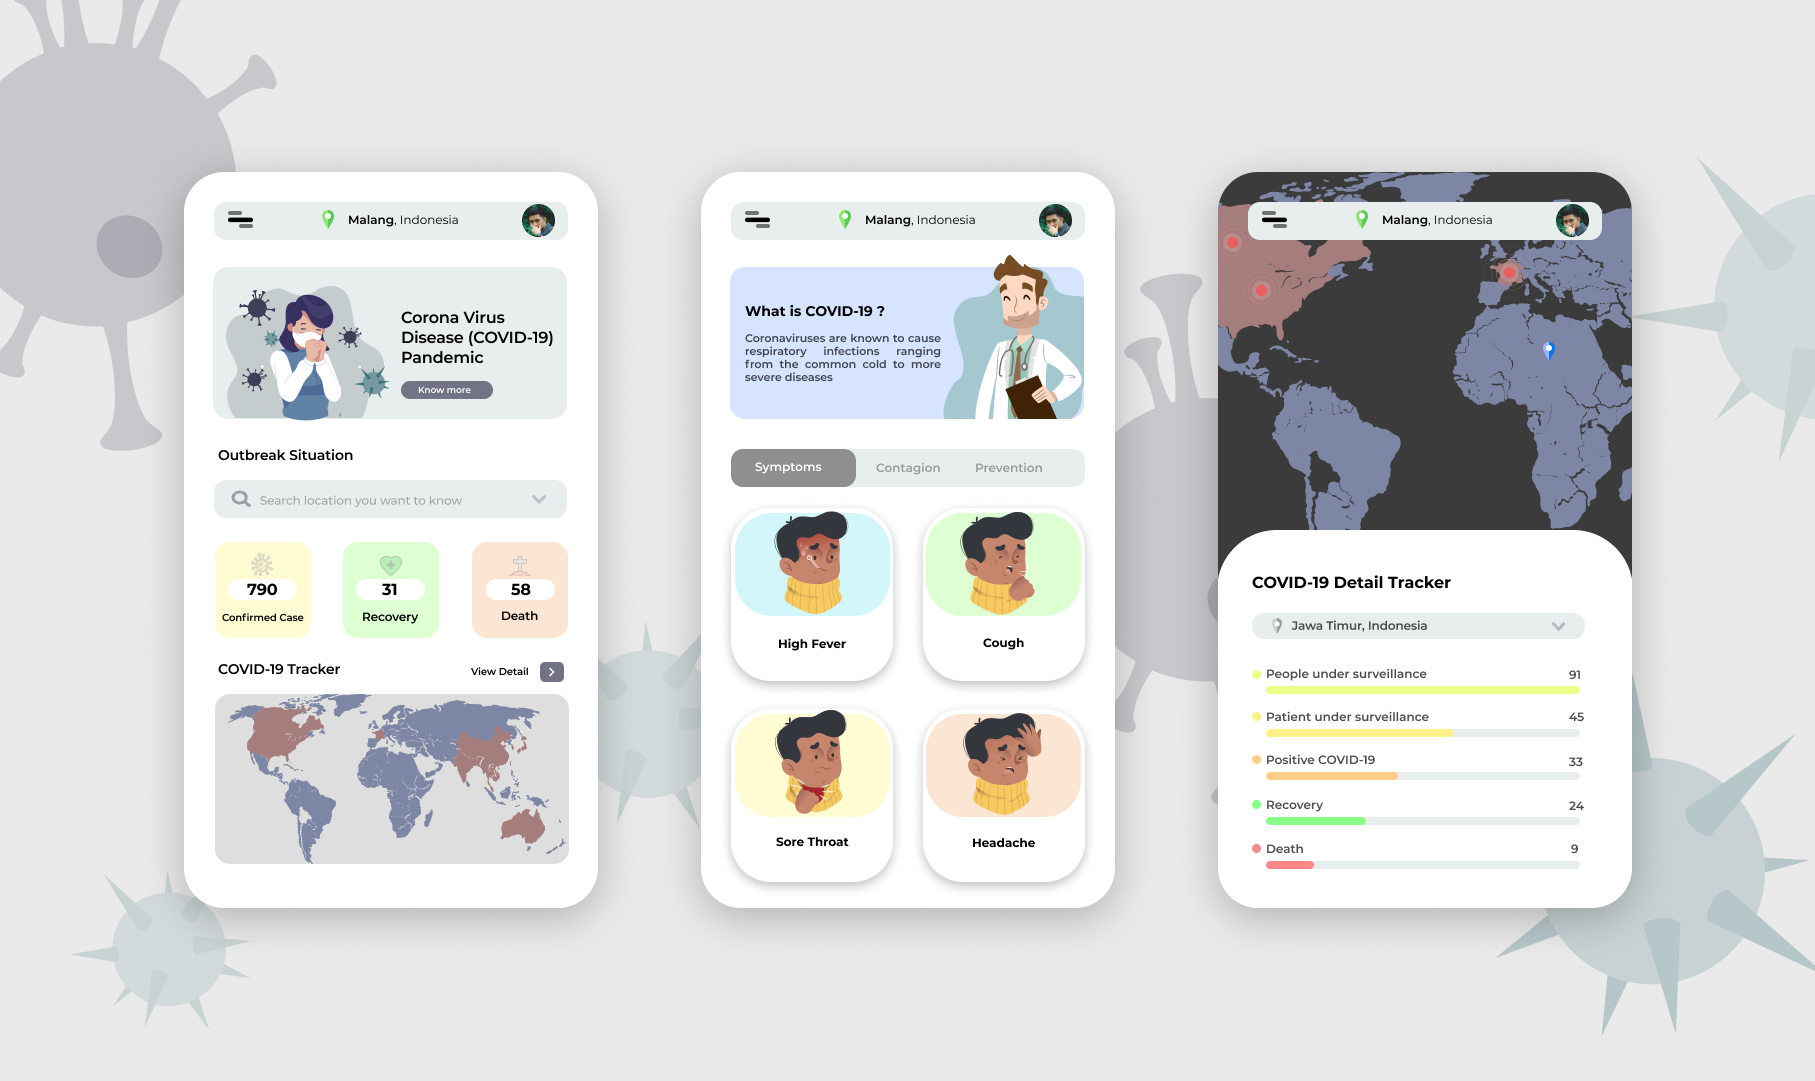 Malang, Indonesia
Corona Virus
Disease (COVID-19)
Pandemic
Know more
Outbreak Situation
Search location you want to know
790
Confirmed Case
31
Recovery
58
Death
COVID-19 Tracker
View Detail
Malang, Indonesia
What is COVID-19 ?
Coronaviruses are known to cause
respiratory infections ranging
from the common cold to more
severe diseases
Symptoms
Contagion
Prevention
High Fever
Cough
Sore Throat
Headache
Malang, Indonesia
COVID-19 Detail Tracker
Jawa Timur, Indonesia
People under surveillance 91
Patient under surveillance 45
Positive COVID-19 33
Recovery 24
Death 9